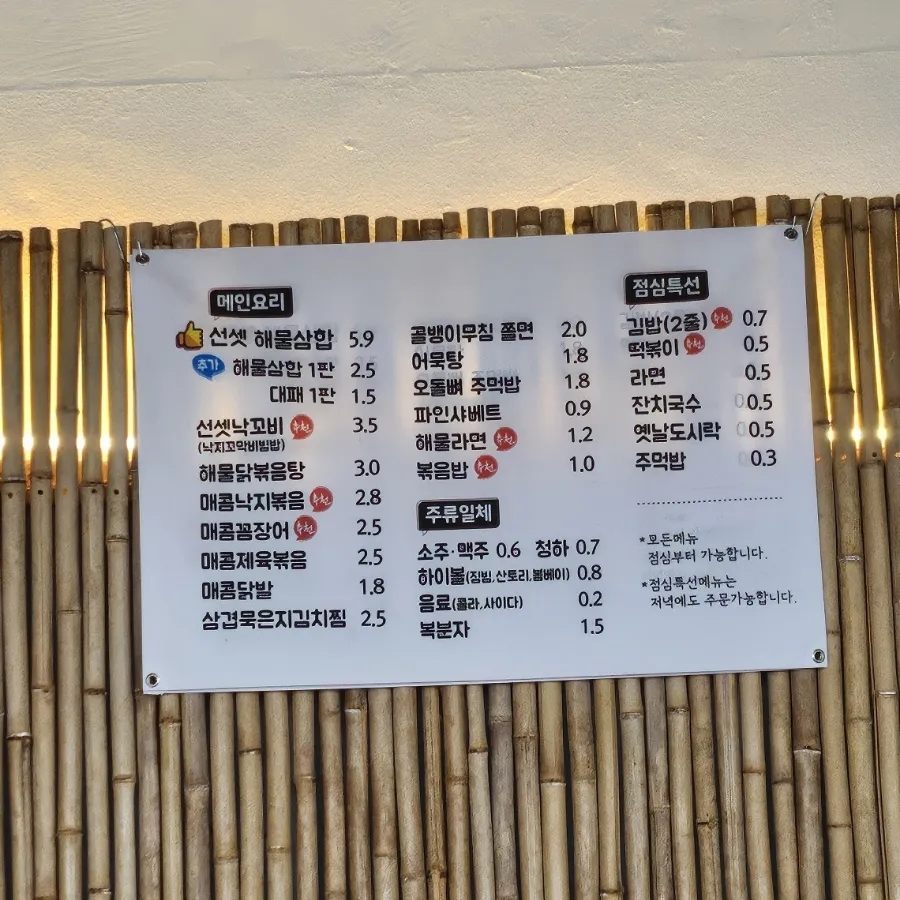 메인요리
선셋 해물삼합 5.9
추가 해물삼합 1판 2.5
대패 1판 1.5
선셋낙꼬비 추천 3.5
(낙지꼬막비빔밥)
해물닭볶음탕 3.0
매콤낙지볶음 추천 2.8
매콤꼼장어 추천 2.5
매콤제육볶음 2.5
매콤닭발 1.8
삼겹묵은지김치찜 2.5
골뱅이무침 쫄면 2.0
어묵탕 1.8
오돌뼈 주먹밥 1.8
파인샤베트 0.9
해물라면 추천 1.2
볶음밥 추천 1.0
주류일체
소주·맥주 0.6 청하 0.7
하이볼(짐빔,산토리,봄베이) 0.8
음료(콜라,사이다) 0.2
복분자 1.5
점심특선
김밥(2줄) 추천 0.7
떡볶이 추천 0.5
라면 0.5
잔치국수 0.5
옛날도시락 0.5
주먹밥 0.3
*모든메뉴
점심부터 가능합니다.
*점심특선메뉴는
저녁에도 주문가능합니다.